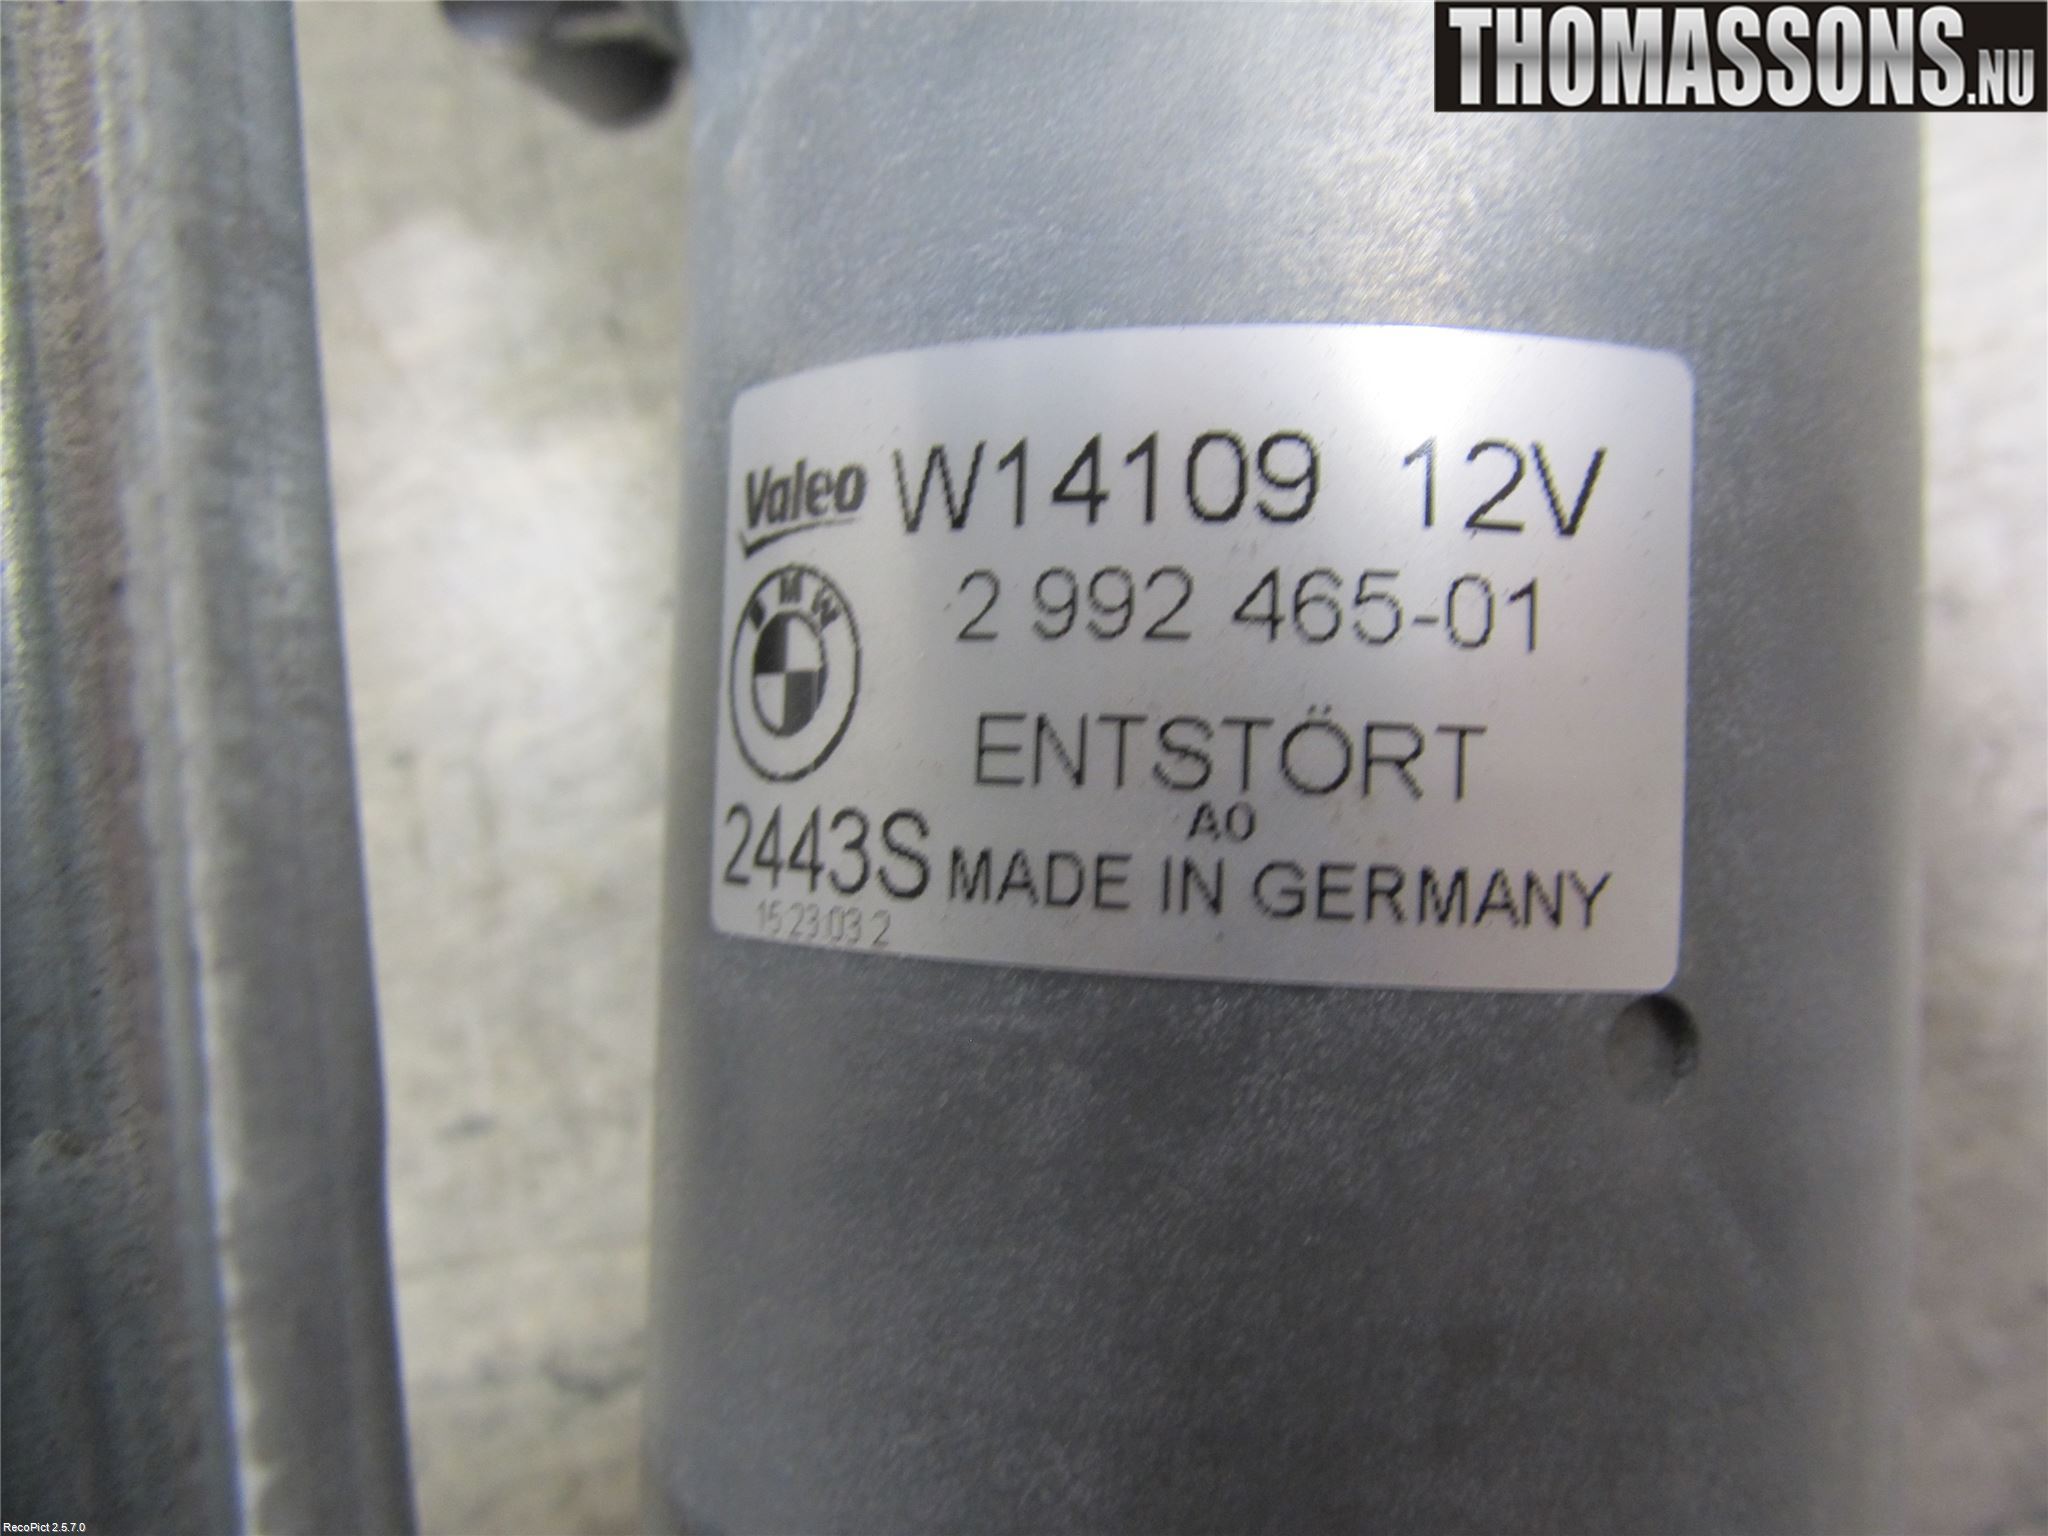 THOMASSONS.NU
Valeo W14109 12V
BMW
2 992 465-01
ENTSTÖRT
A0
2443S MADE IN GERMANY
15 23 03 2
RecoPict 2.5.7.0